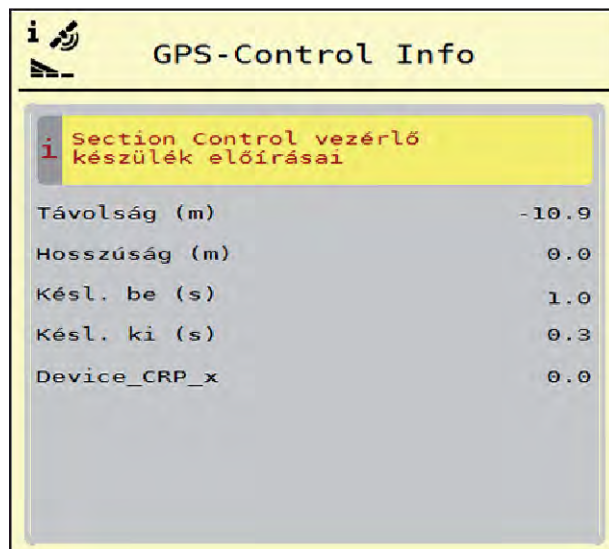 i
GPS-Control Info
i Section Control vezérlő
készülék előírásai
Távolság (m) -10.9
Hosszúság (m) 0.0
Késl. be (s) 1.0
Késl. ki (s) 0.3
Device_CRP_x 0.0